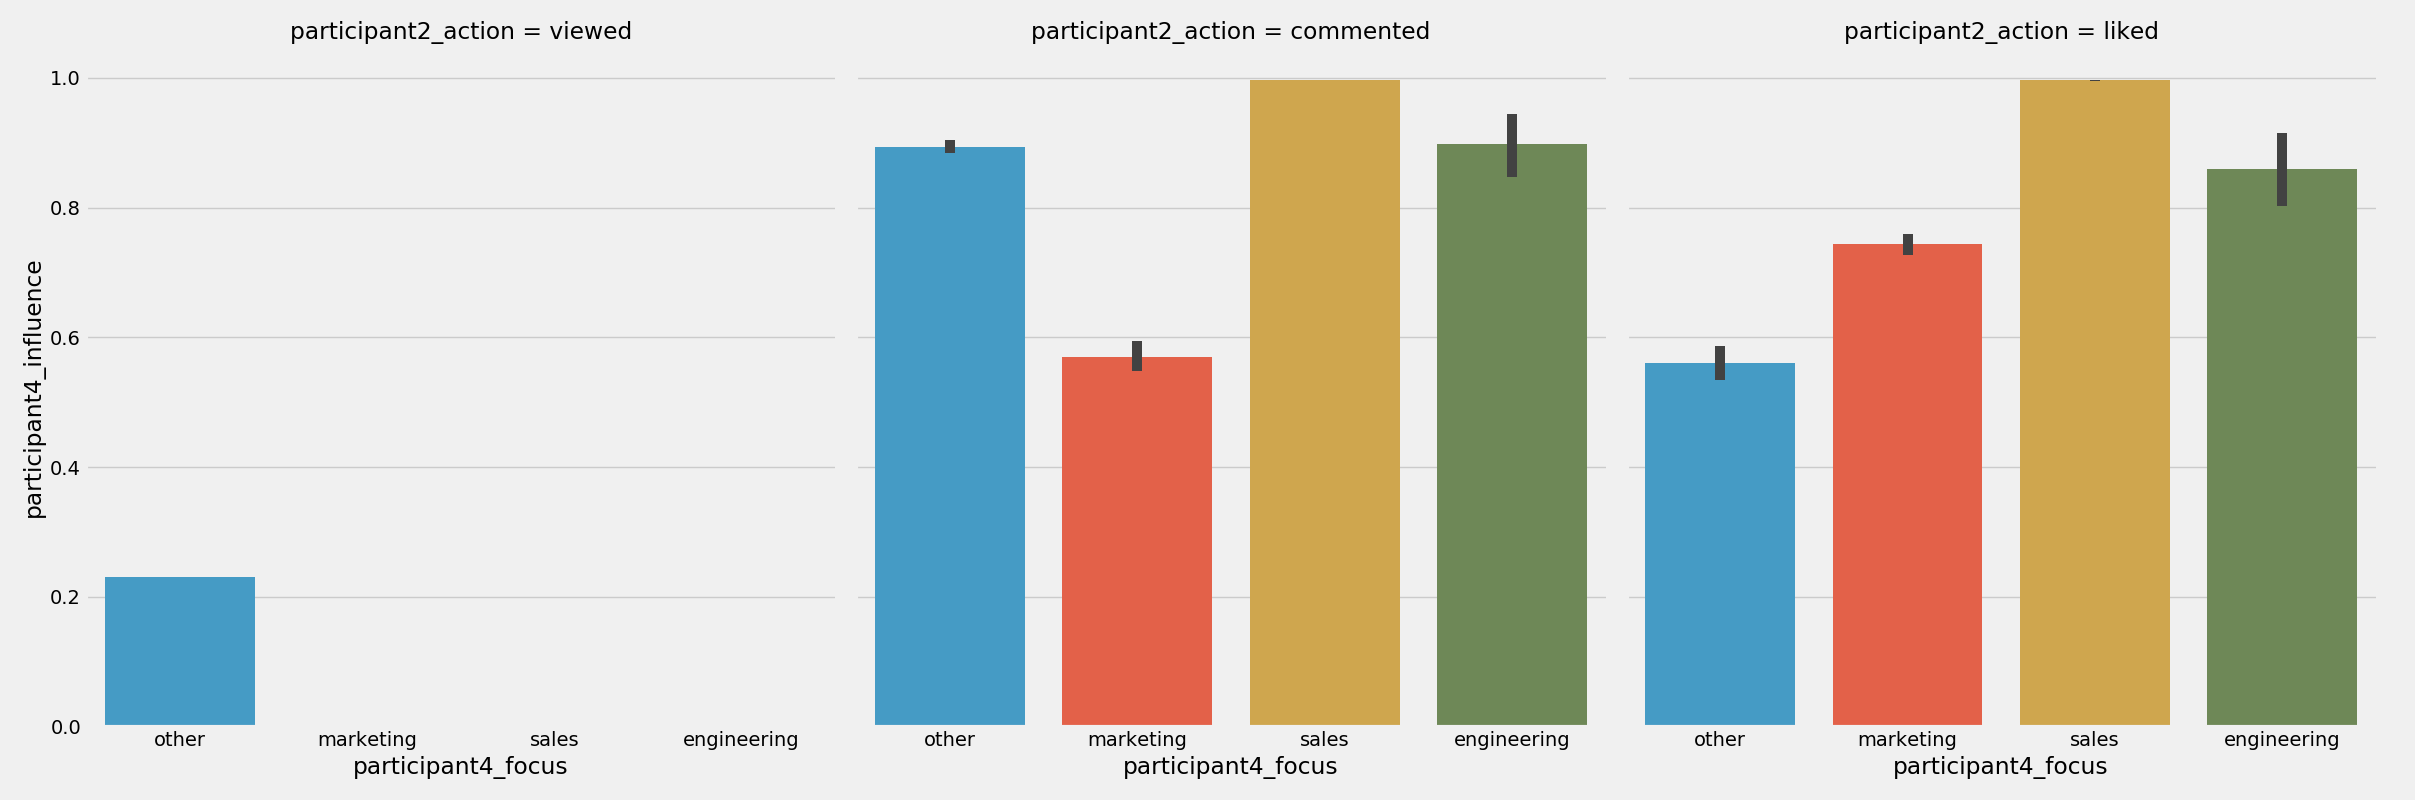 participant2_action = viewed
participant2_action = commented
participant2_action = liked
1.0
0.8
0.6
0.4
0.2
0.0
participant4_influence
other marketing sales engineering
other marketing sales engineering
other marketing sales engineering
participant4_focus
participant4_focus
participant4_focus